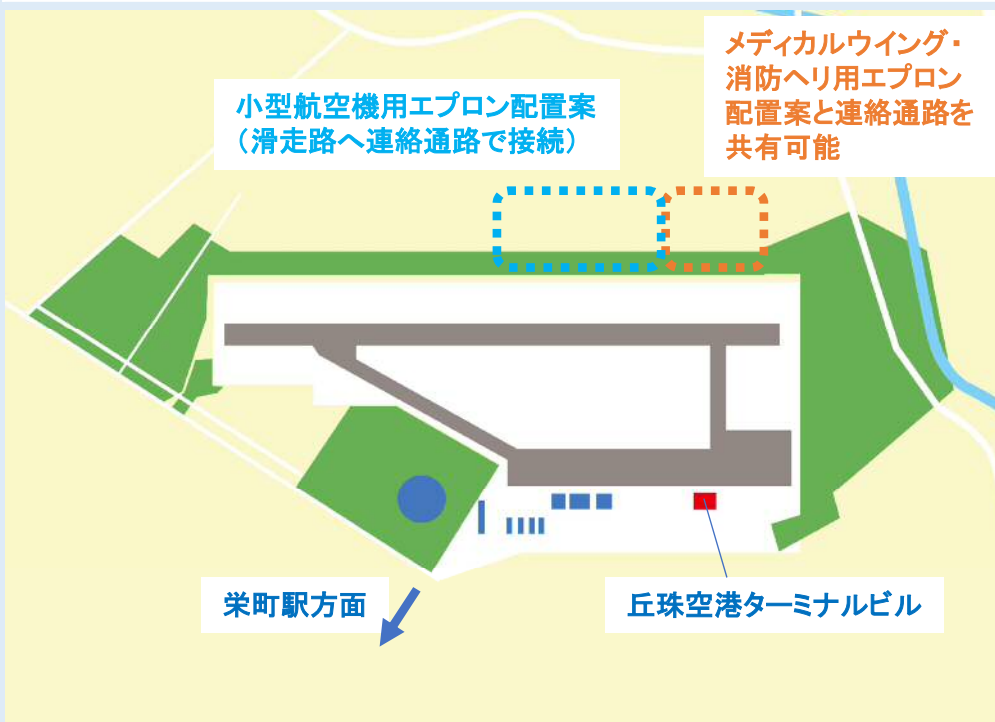 メディカルウイング・
消防ヘリ用エプロン
配置案と連絡通路を
共有可能
小型航空機用エプロン配置案
（滑走路へ連絡通路で接続）
栄町駅方面
丘珠空港ターミナルビル